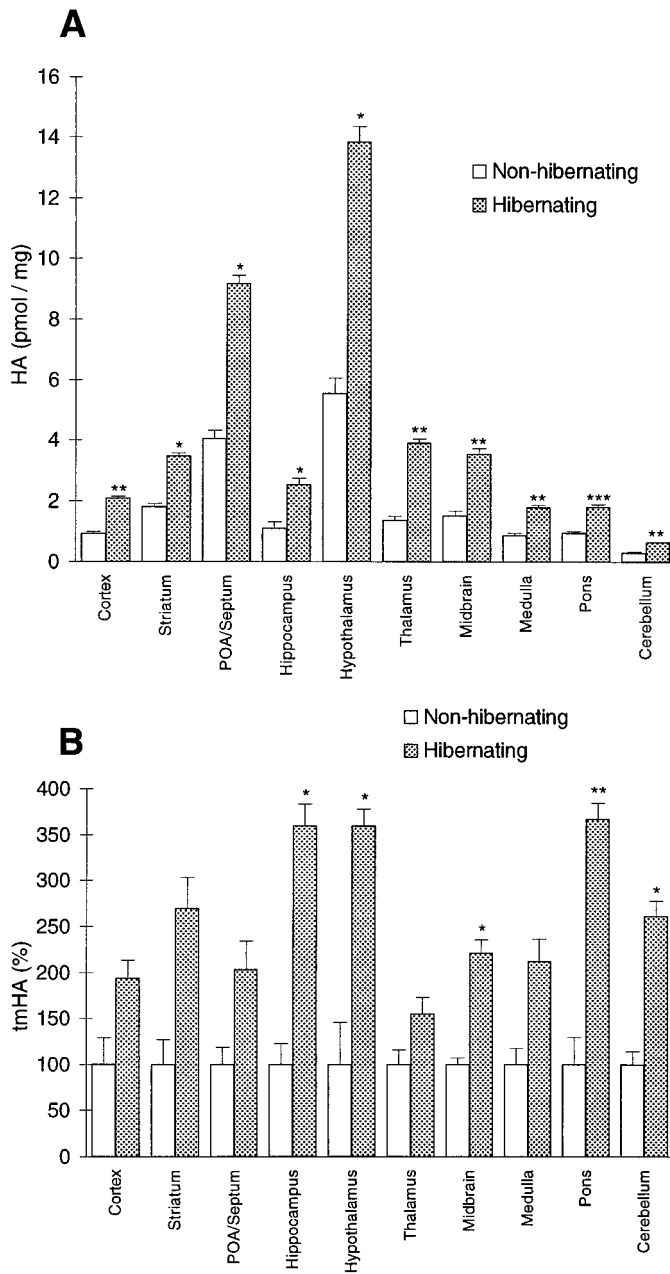 A
16
14
12
10
8
6
4
2
0
HA (pmol / mg)
Non-hibernating
Hibernating
** * * * * ** ** ** *** **
Cortex
Striatum
POA/Septum
Hippocampus
Hypothalamus
Thalamus
Midbrain
Medulla
Pons
Cerebellum
B
Non-hibernating
Hibernating
400
350
300
250
200
150
100
50
0
tmHA (%)
* * * ** *
Cortex
Striatum
POA/Septum
Hippocampus
Hypothalamus
Thalamus
Midbrain
Medulla
Pons
Cerebellum